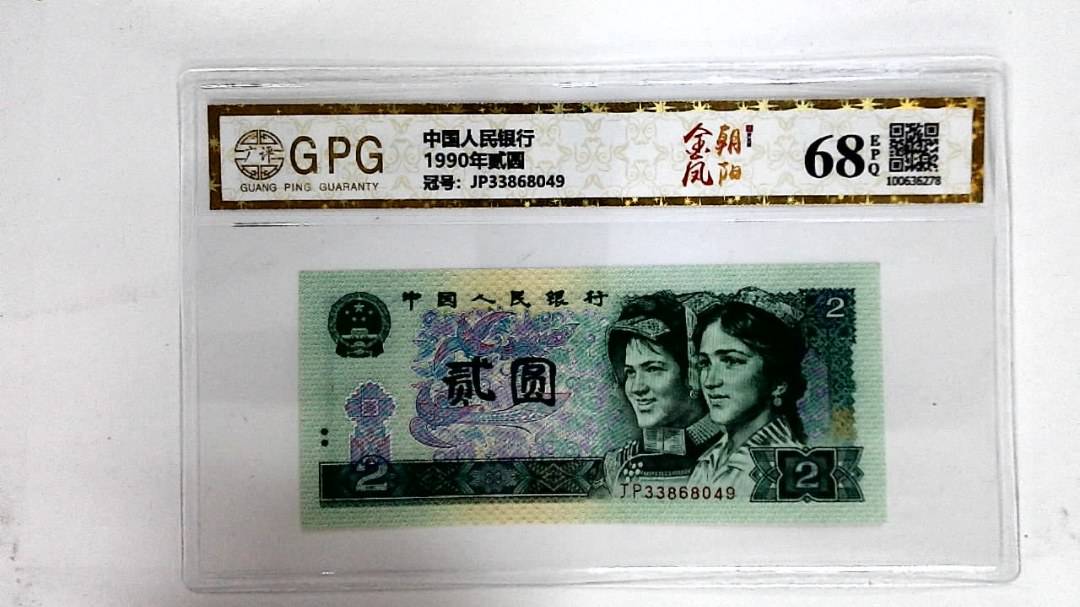 GPG
GUANG PING GUARANTY
中国人民银行
1990年贰圆
冠号：JP33868049
金凤
朝阳
68
EPQ
100636278
中国人民银行
2
贰圆
2
JP33868049
2